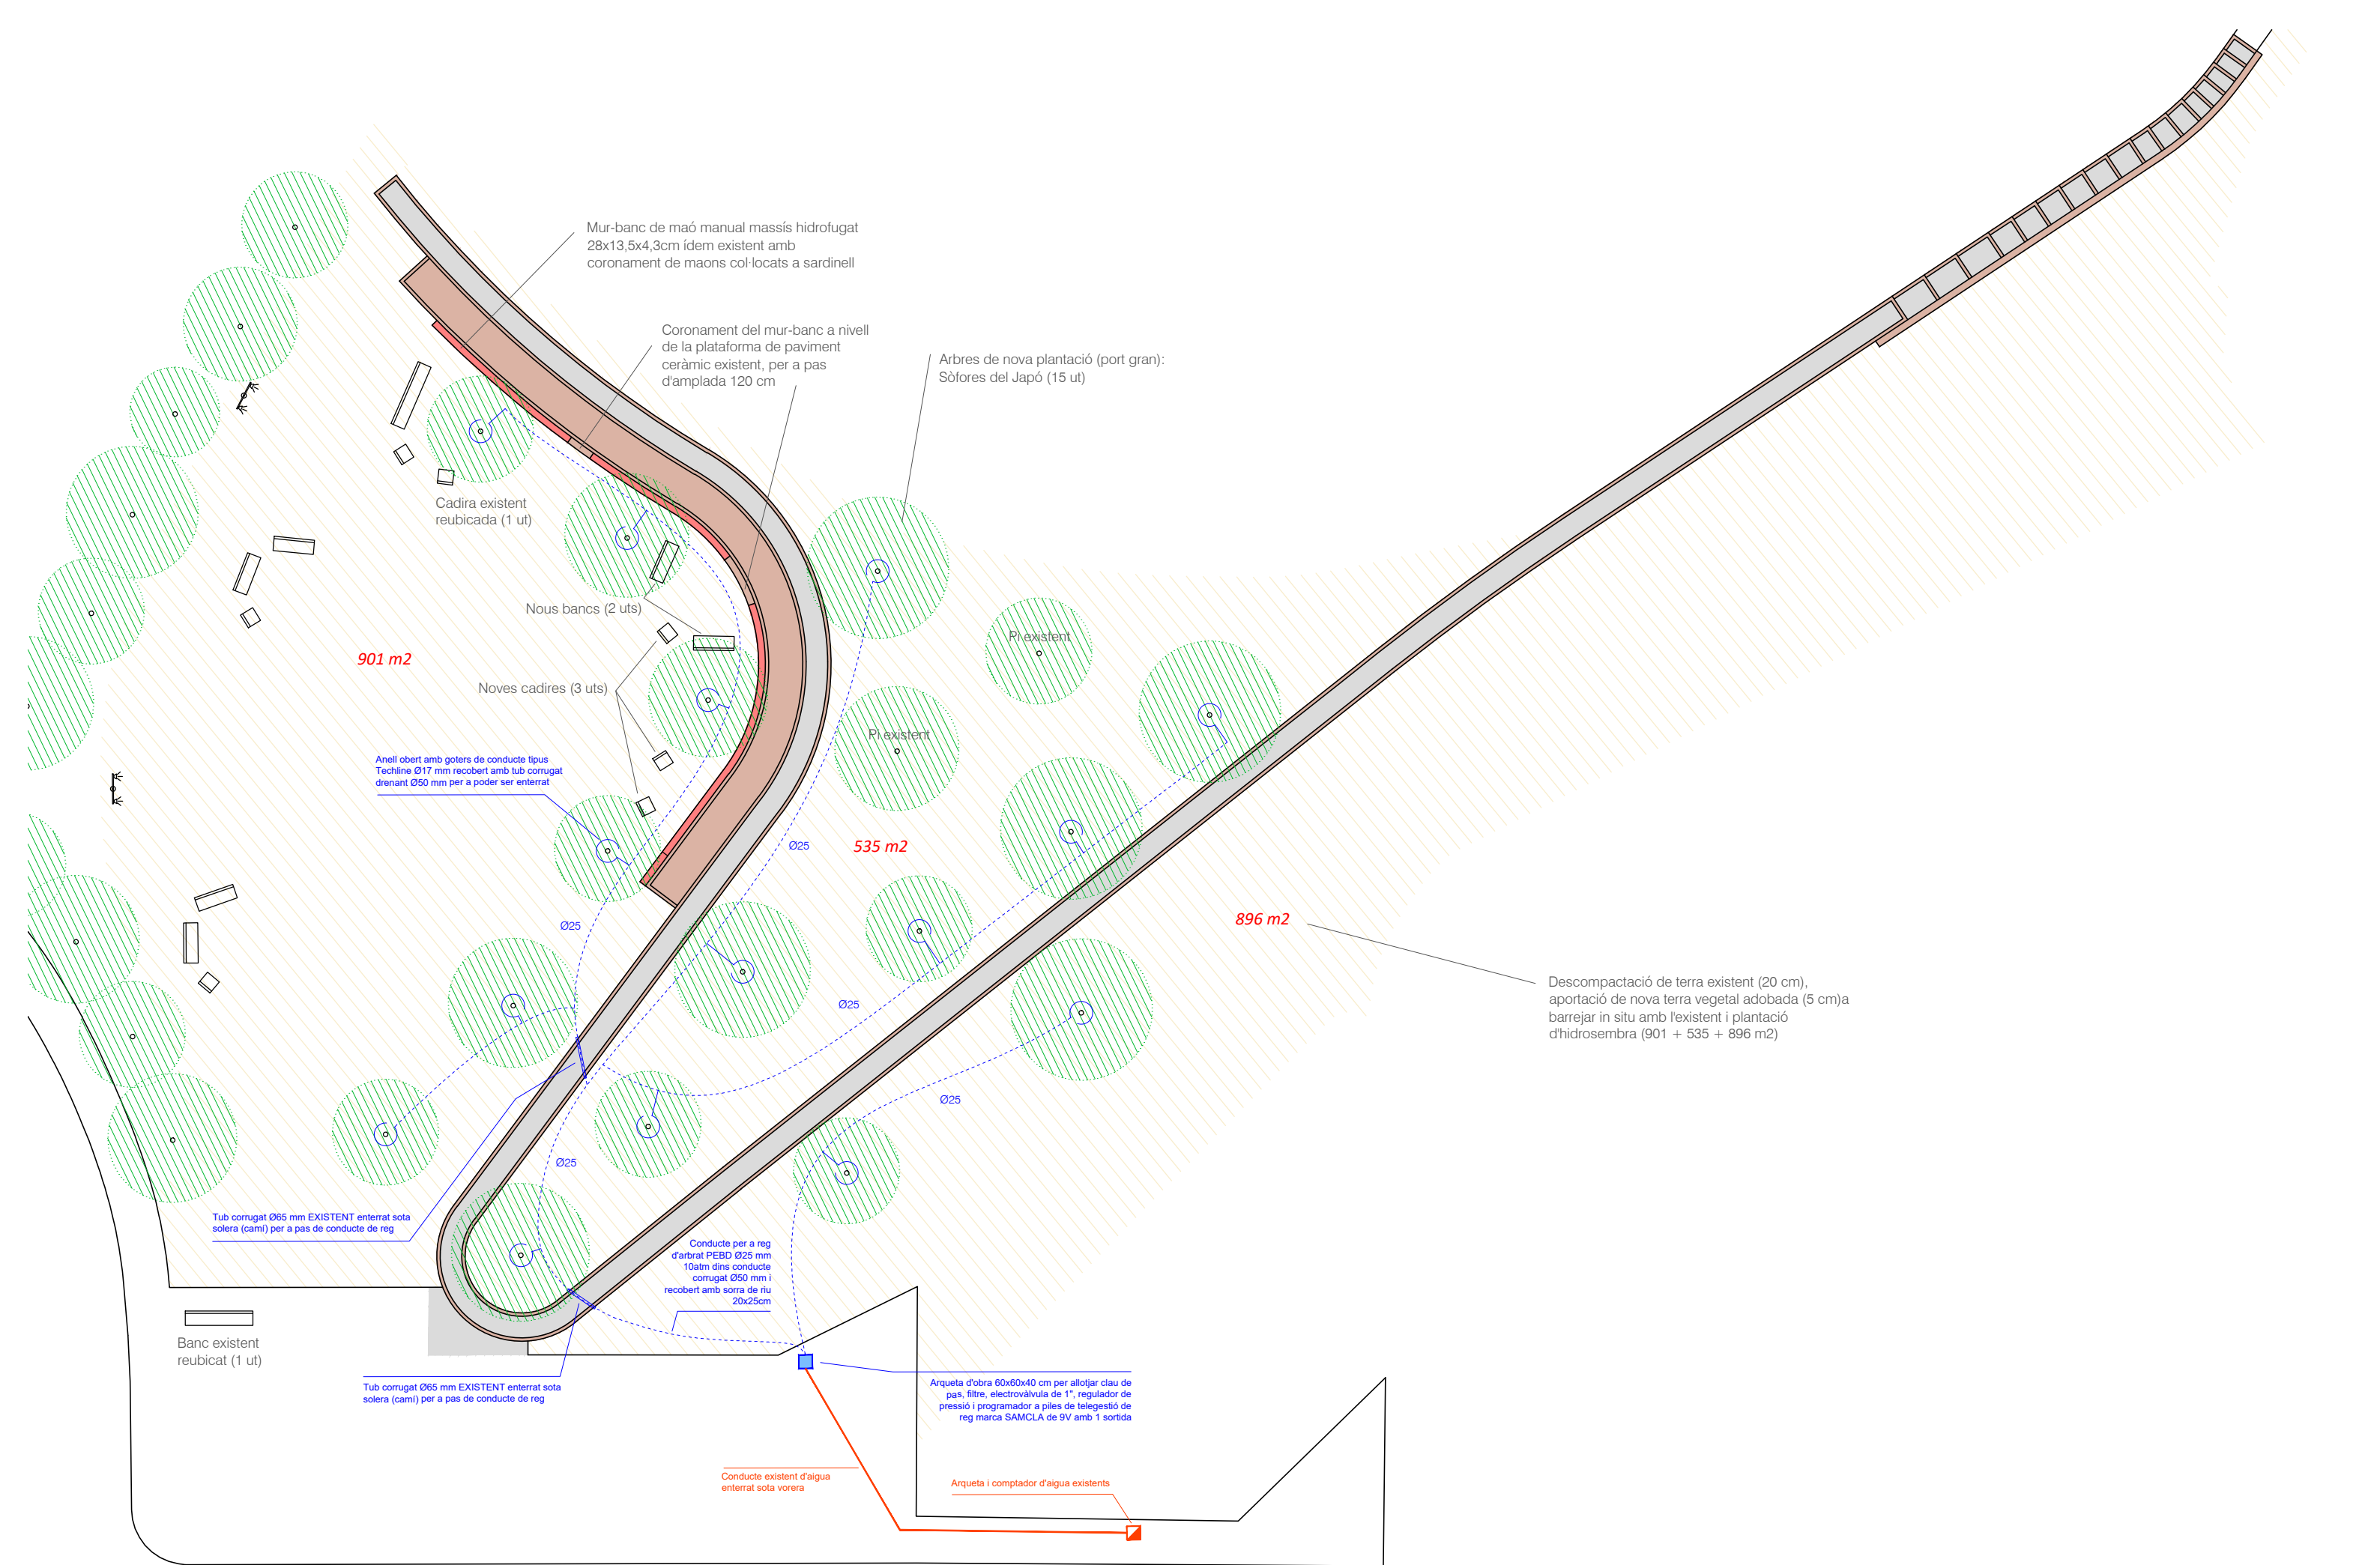 Mur-banc de maó manual massís hidrofugat
28x13,5x4,3cm ídem existent amb
coronament de maons col·locats a sardinell
Coronament del mur-banc a nivell
de la plataforma de paviment
ceràmic existent, per a pas
d'amplada 120 cm
Arbres de nova plantació (port gran):
Sòfores del Japó (15 ut)
Cadira existent
reubicada (1 ut)
Nous bancs (2 uts)
Pi existent
901 m2
Noves cadires (3 uts)
Pi existent
Anell obert amb goters de conducte tipus
Techline Ø17 mm recobert amb tub corrugat
drenant Ø50 mm per a poder ser enterrat
Ø25
535 m2
Ø25
896 m2
Descompactació de terra existent (20 cm),
aportació de nova terra vegetal adobada (5 cm)a
barrejar in situ amb l'existent i plantació
d'hidrosembra (901 + 535 + 896 m2)
Ø25
Ø25
Ø25
Tub corrugat Ø65 mm EXISTENT enterrat sota
solera (camí) per a pas de conducte de reg
Conducte per a reg
d'arbrat PEBD Ø25 mm
10atm dins conducte
corrugat Ø50 mm i
recobert amb sorra de riu
20x25cm
Banc existent
reubicat (1 ut)
Tub corrugat Ø65 mm EXISTENT enterrat sota
solera (camí) per a pas de conducte de reg
Arqueta d'obra 60x60x40 cm per allotjar clau de
pas, filtre, electrovàlvula de 1", regulador de
pressió i programador a piles de telegestió de
reg marca SAMCLA de 9V amb 1 sortida
Conducte existent d'aigua
enterrat sota vorera
Arqueta i comptador d'aigua existents